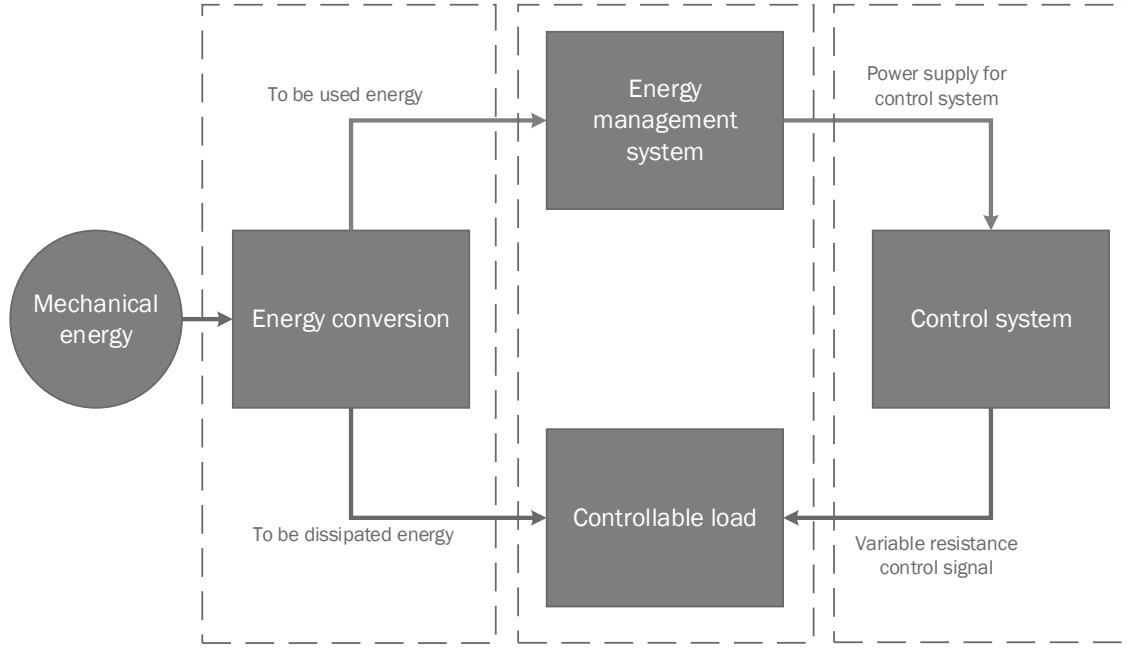 To be used energy
Energy
management
system
Power supply for
control system
Mechanical
energy
Energy conversion
Control system
To be dissipated energy
Controllable load
Variable resistance
control signal